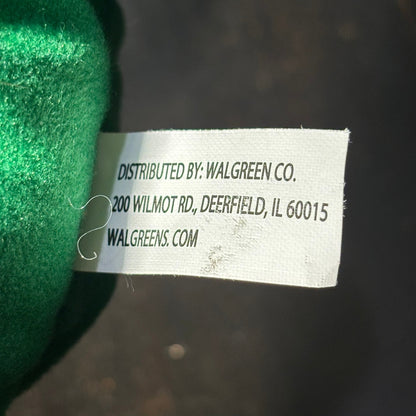 DISTRIBUTED BY: WALGREEN CO.
200 WILMOT RD., DEERFIELD, IL 60015
WALGREENS. COM